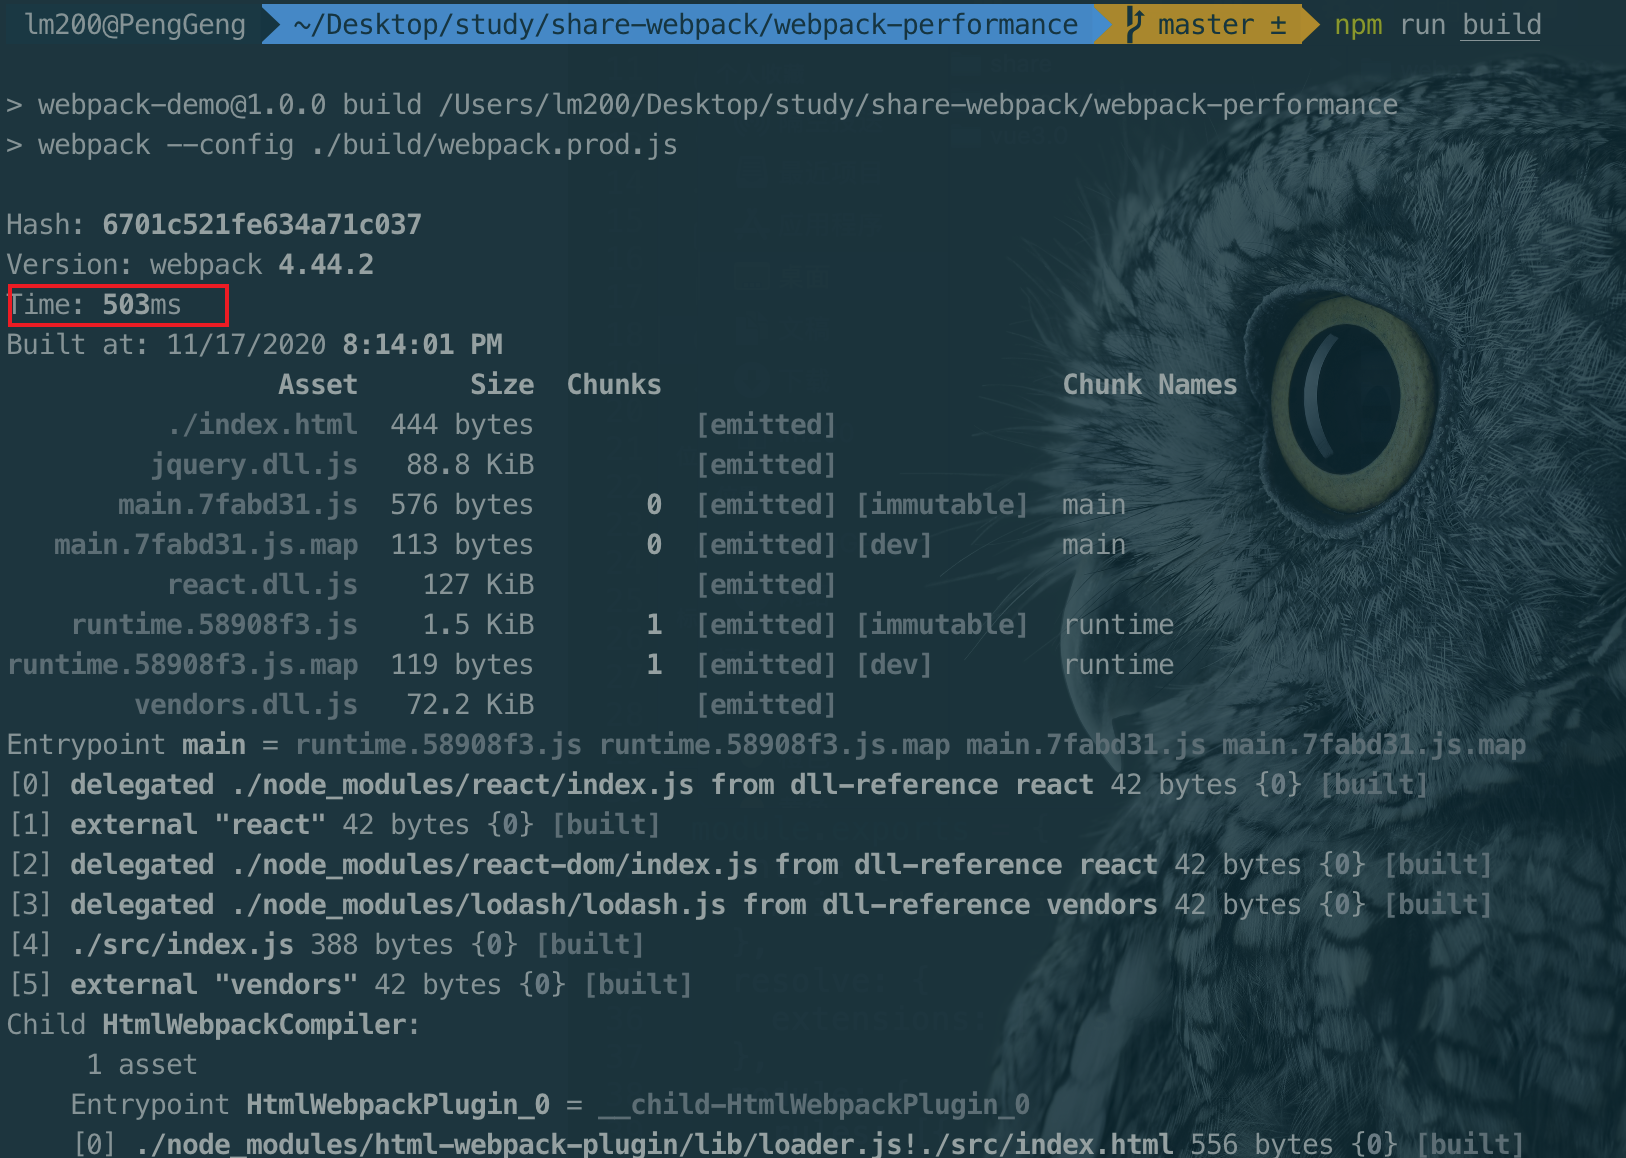 lm200@PengGeng ~/Desktop/study/share-webpack/webpack-performance master ± npm run build
> webpack-demo@1.0.0 build /Users/lm200/Desktop/study/share-webpack/webpack-performance
> webpack --config ./build/webpack.prod.js
Hash: 6701c521fe634a71c037
Version: webpack 4.44.2
Time: 503ms
Built at: 11/17/2020 8:14:01 PM
Asset Size Chunks Chunk Names
./index.html 444 bytes [emitted]
jquery.dll.js 88.8 KiB [emitted]
main.7fabd31.js 576 bytes 0 [emitted] [immutable] main
main.7fabd31.js.map 113 bytes 0 [emitted] [dev] main
react.dll.js 127 KiB [emitted]
runtime.58908f3.js 1.5 KiB 1 [emitted] [immutable] runtime
runtime.58908f3.js.map 119 bytes 1 [emitted] [dev] runtime
vendors.dll.js 72.2 KiB [emitted]
Entrypoint main = runtime.58908f3.js runtime.58908f3.js.map main.7fabd31.js main.7fabd31.js.map
[0] delegated ./node_modules/react/index.js from dll-reference react 42 bytes {0} [built]
[1] external "react" 42 bytes {0} [built]
[2] delegated ./node_modules/react-dom/index.js from dll-reference react 42 bytes {0} [built]
[3] delegated ./node_modules/lodash/lodash.js from dll-reference vendors 42 bytes {0} [built]
[4] ./src/index.js 388 bytes {0} [built]
[5] external "vendors" 42 bytes {0} [built]
Child HtmlWebpackCompiler:
1 asset
Entrypoint HtmlWebpackPlugin_0 = __child-HtmlWebpackPlugin_0
[0] ./node_modules/html-webpack-plugin/lib/loader.js!./src/index.html 556 bytes {0} [built]